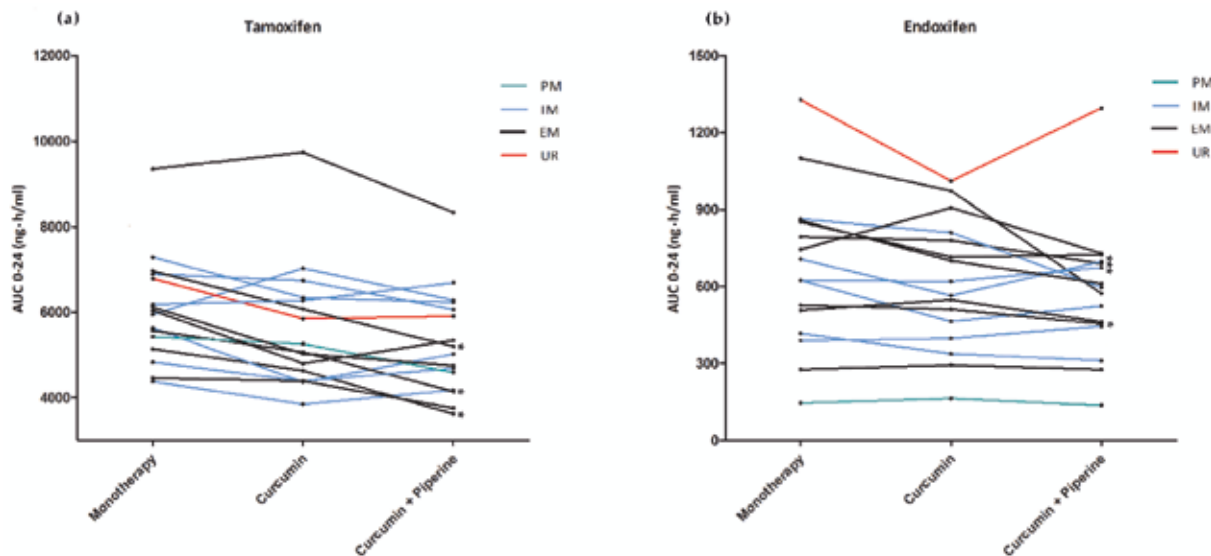 (a)
Tamoxifen
AUC 0-24 (ng·h/ml)
12000
10000
8000
6000
4000
PM
IM
EM
UR
*
*
*
Monotherapy
Curcumin
Curcumin + Piperine
(b)
Endoxifen
AUC 0-24 (ng·h/ml)
1500
1200
900
600
300
0
PM
IM
EM
UR
Monotherapy
Curcumin
Curcumin + Piperine